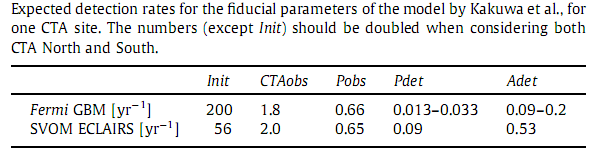 Expected detection rates for the fiducial parameters of the model by Kakuwa et al., for
one CTA site. The numbers (except Init) should be doubled when considering both
CTA North and South.
Init CTAobs Pobs Pdet Adet
Fermi GBM [yr⁻¹] 200 1.8 0.66 0.013–0.033 0.09–0.2
SVOM ECLAIRS [yr⁻¹] 56 2.0 0.65 0.09 0.53